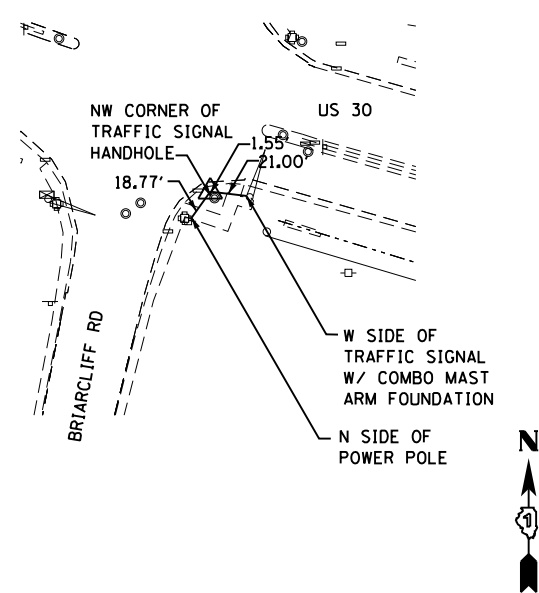 NW CORNER OF
TRAFFIC SIGNAL
HANDHOLE
US 30
1.55'
21.00'
18.77'
BRIARCLIFF RD
W SIDE OF
TRAFFIC SIGNAL
W/ COMBO MAST
ARM FOUNDATION
N SIDE OF
POWER POLE
N
1